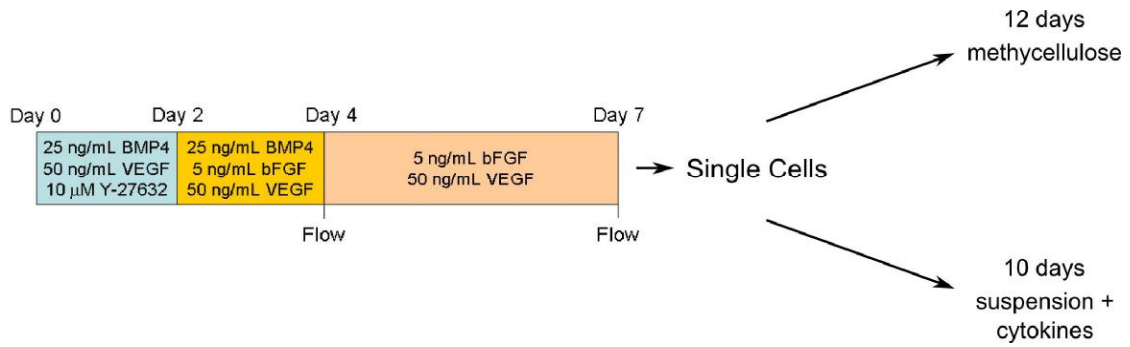 12 days
methycellulose
Day 0
Day 2
Day 4
Day 7
25 ng/mL BMP4
50 ng/mL VEGF
10 μM Y-27632
25 ng/mL BMP4
5 ng/mL bFGF
50 ng/mL VEGF
5 ng/mL bFGF
50 ng/mL VEGF
Single Cells
Flow
Flow
10 days
suspension +
cytokines